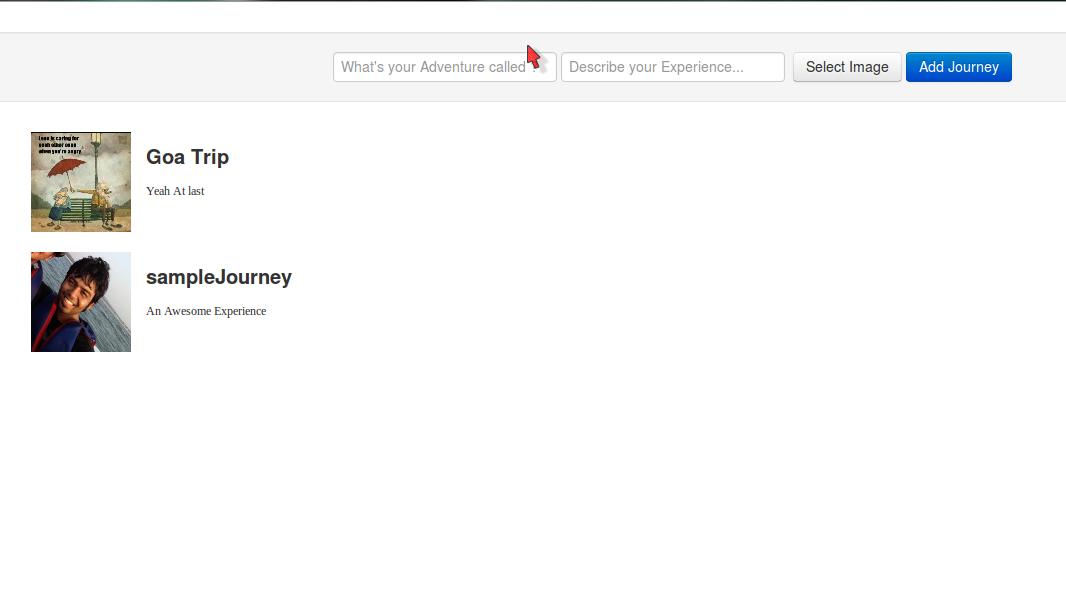 What's your Adventure called ?
Describe your Experience...
Select Image
Add Journey
Love is caring for
each other even
when you're angry
Goa Trip
Yeah At last
sampleJourney
An Awesome Experience